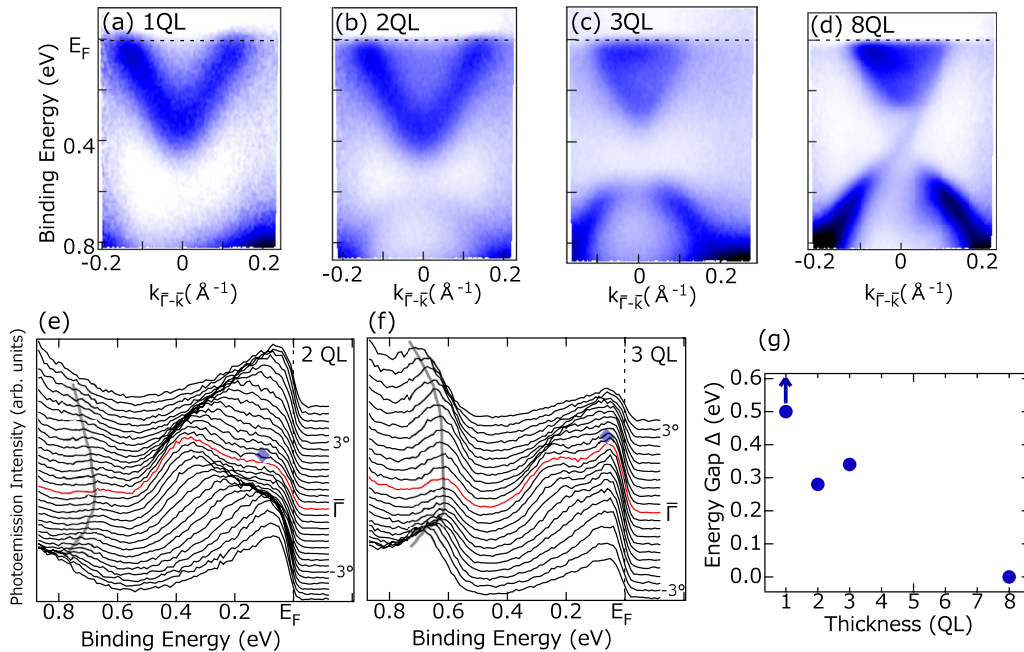 (a) 1QL
(b) 2QL
(c) 3QL
(d) 8QL
Binding Energy (eV)
E_F
0.4
0.8
-0.2 0 0.2
-0.2 0 0.2
-0.2 0 0.2
-0.2 0 0.2
k_Γ̄-K̄(Å⁻¹)
k_Γ̄-K̄(Å⁻¹)
k_Γ̄-K̄(Å⁻¹)
k_Γ̄-K̄(Å⁻¹)
(e)
2 QL
Photoemission Intensity (arb. units)
3°
Γ̄
-3°
0.8 0.6 0.4 0.2 E_F
Binding Energy (eV)
(f)
3 QL
3°
Γ̄
-3°
0.8 0.6 0.4 0.2 E_F
Binding Energy (eV)
(g)
Energy Gap Δ (eV)
0.6
0.5
0.4
0.3
0.2
0.1
0.0
1 2 3 4 5 6 7 8
Thickness (QL)